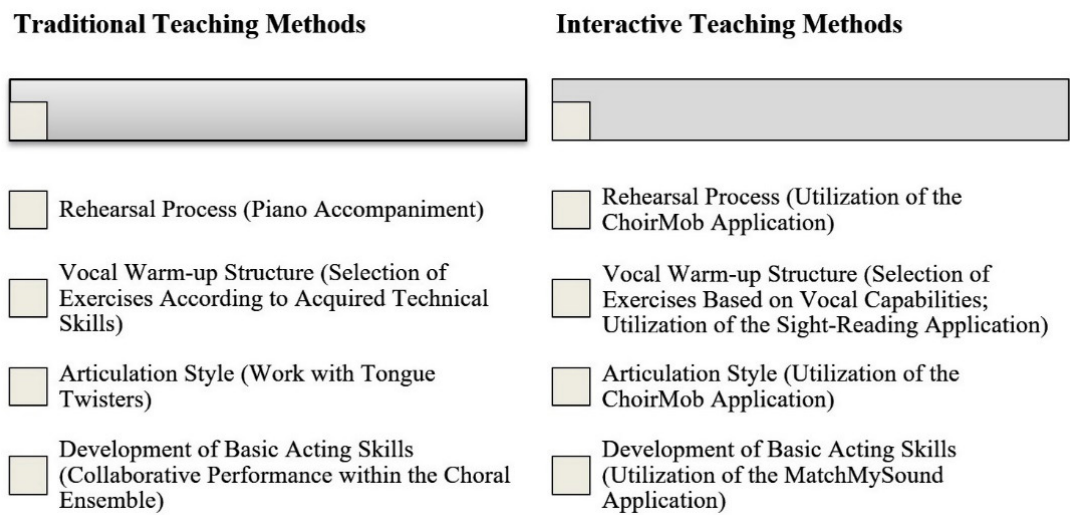 Traditional Teaching Methods
Rehearsal Process (Piano Accompaniment)
Vocal Warm-up Structure (Selection of
Exercises According to Acquired Technical
Skills)
Articulation Style (Work with Tongue
Twisters)
Development of Basic Acting Skills
(Collaborative Performance within the Choral
Ensemble)
Interactive Teaching Methods
Rehearsal Process (Utilization of the
ChoirMob Application)
Vocal Warm-up Structure (Selection of
Exercises Based on Vocal Capabilities;
Utilization of the Sight-Reading Application)
Articulation Style (Utilization of the
ChoirMob Application)
Development of Basic Acting Skills
(Utilization of the MatchMySound
Application)